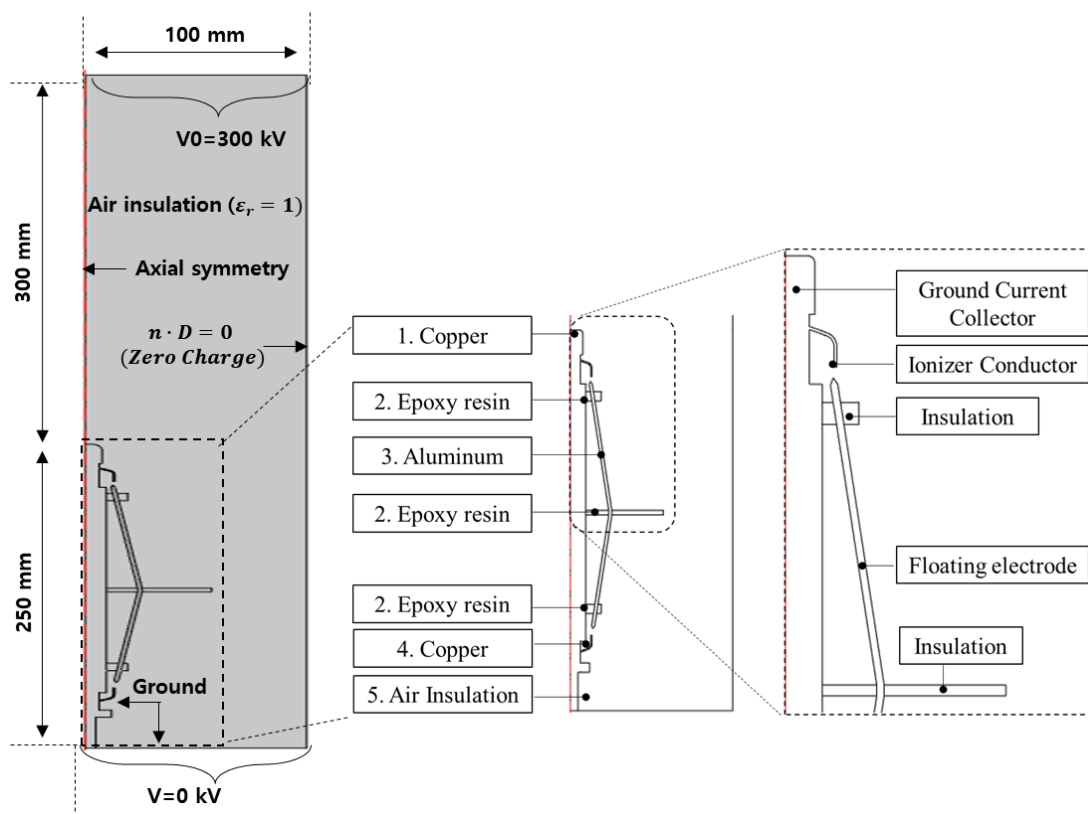 100 mm
V0=300 kV
Air insulation (εᵣ = 1)
300 mm
Axial symmetry
n · D = 0
(Zero Charge)
250 mm
Ground
V=0 kV
1. Copper
2. Epoxy resin
3. Aluminum
2. Epoxy resin
2. Epoxy resin
4. Copper
5. Air Insulation
Ground Current
Collector
Ionizer Conductor
Insulation
Floating electrode
Insulation